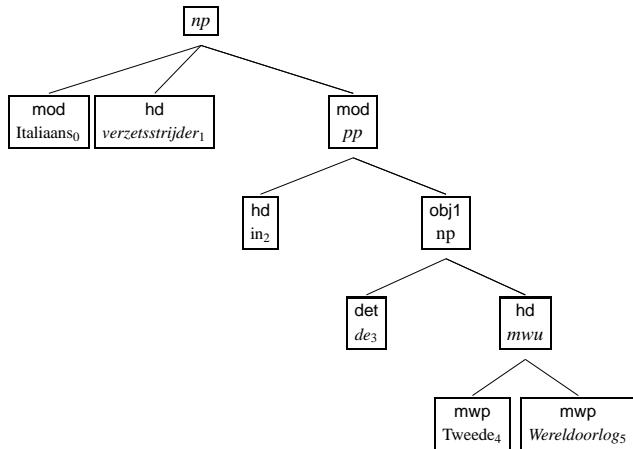 np
mod
Italiaans₀
hd
verzetsstrijder₁
mod
pp
hd
in₂
obj1
np
det
de₃
hd
mwu
mwp
Tweede₄
mwp
Wereldoorlog₅